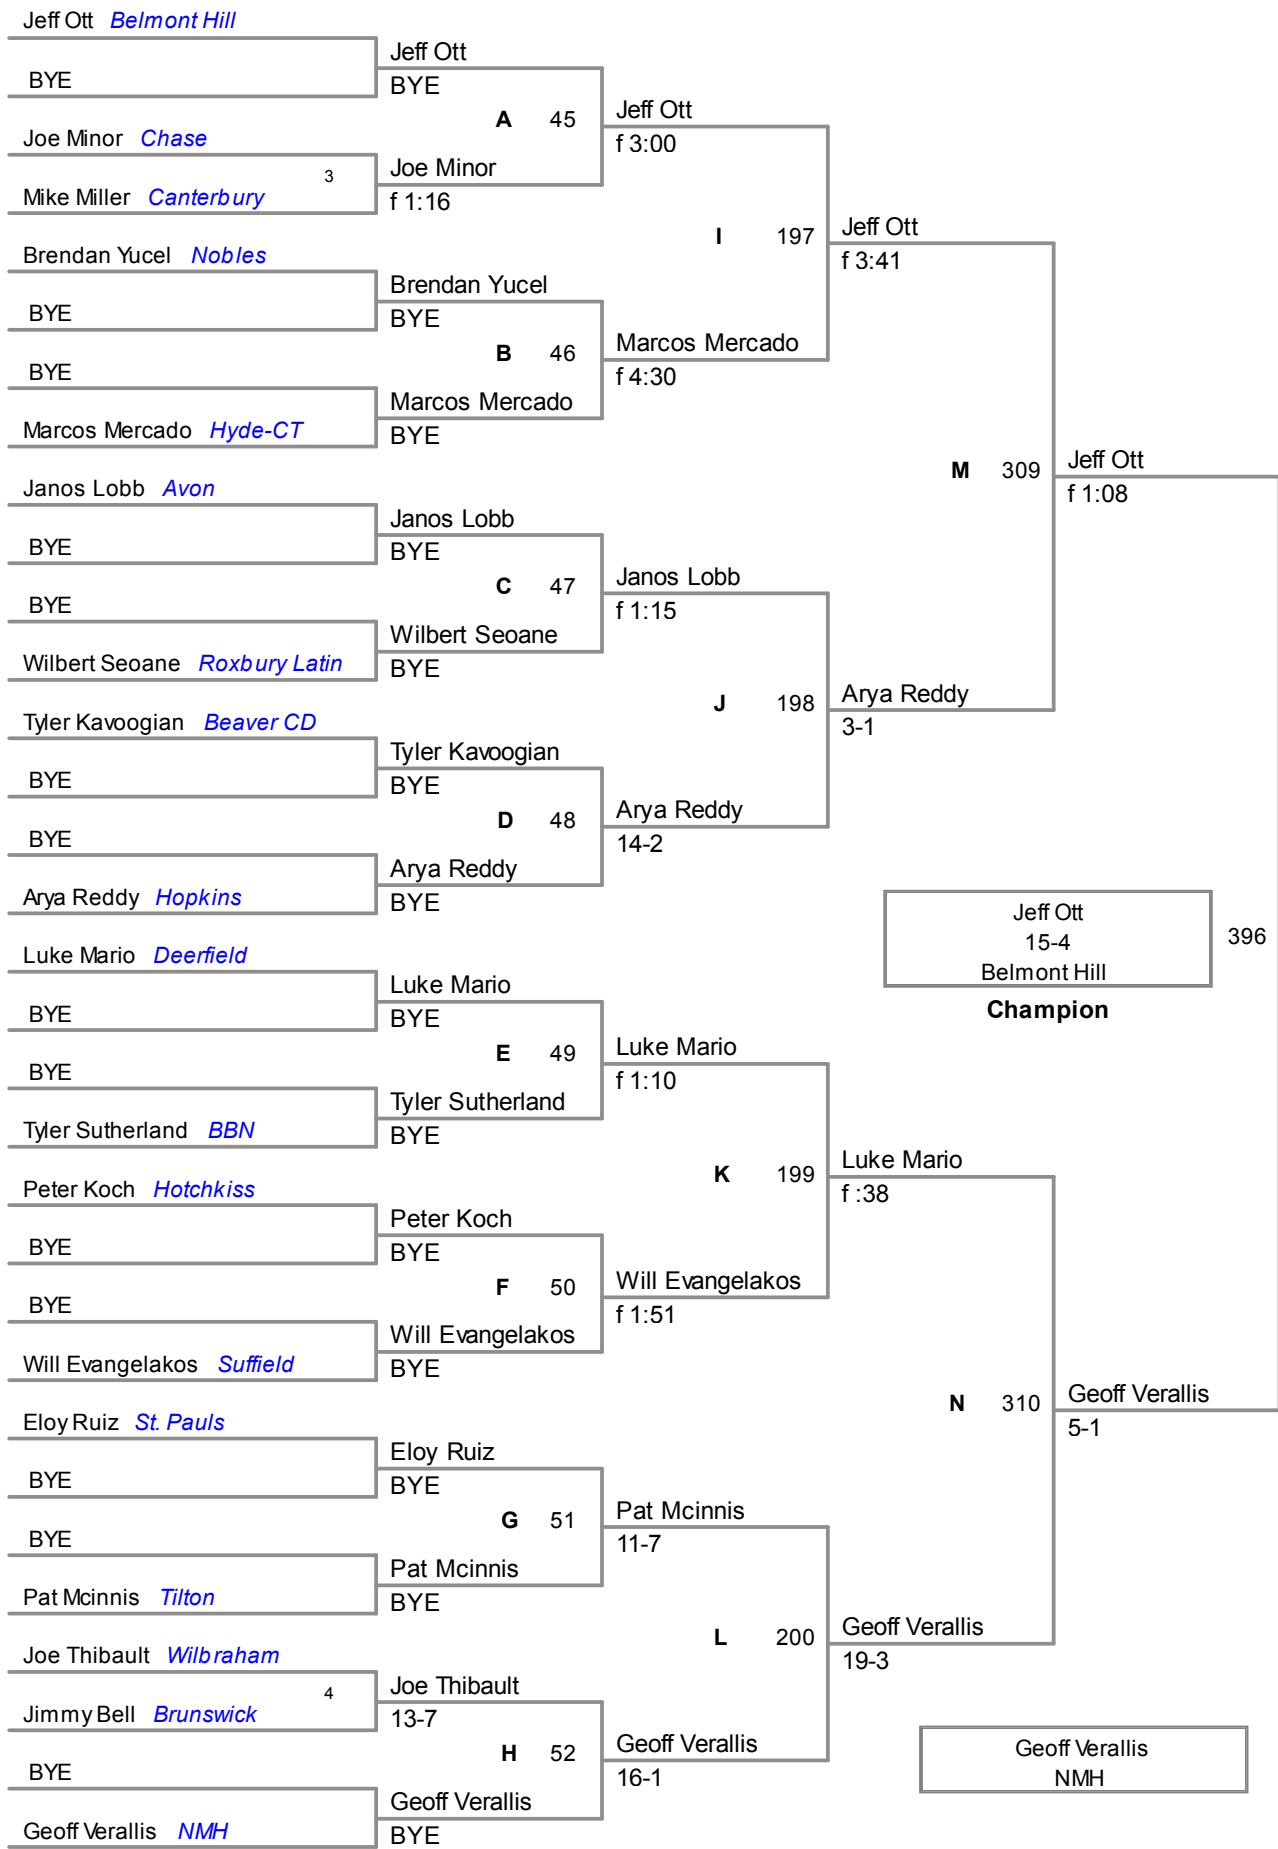 Jeff Ott Belmont Hill
BYE
Joe Minor Chase
3
Mike Miller Canterbury
Brendan Yucel Nobles
BYE
BYE
Marcos Mercado Hyde-CT
Janos Lobb Avon
BYE
BYE
Wilbert Seoane Roxbury Latin
Tyler Kavoogian Beaver CD
BYE
BYE
Arya Reddy Hopkins
Luke Mario Deerfield
BYE
BYE
Tyler Sutherland BBN
Peter Koch Hotchkiss
BYE
BYE
Will Evangelakos Suffield
Eloy Ruiz St. Pauls
BYE
BYE
Pat Mcinnis Tilton
Joe Thibault Wilbraham
4
Jimmy Bell Brunswick
BYE
Geoff Verallis NMH
Jeff Ott
BYE
A 45
Joe Minor
f 1:16
Brendan Yucel
BYE
B 46
Marcos Mercado
BYE
Janos Lobb
BYE
C 47
Wilbert Seoane
BYE
Tyler Kavoogian
BYE
D 48
Arya Reddy
BYE
Luke Mario
BYE
E 49
Tyler Sutherland
BYE
Peter Koch
BYE
F 50
Will Evangelakos
BYE
Eloy Ruiz
BYE
G 51
Pat Mcinnis
BYE
Joe Thibault
13-7
H 52
Geoff Verallis
BYE
Jeff Ott
f 3:00
I 197
Marcos Mercado
f 4:30
Janos Lobb
f 1:15
J 198
Arya Reddy
14-2
Luke Mario
f 1:10
K 199
Will Evangelakos
f 1:51
Pat Mcinnis
11-7
L 200
Geoff Verallis
16-1
Jeff Ott
f 3:41
M 309
Arya Reddy
3-1
Luke Mario
f :38
N 310
Geoff Verallis
19-3
Jeff Ott
f 1:08
Geoff Verallis
5-1
396
Jeff Ott
15-4
Belmont Hill
Champion
Geoff Verallis
NMH